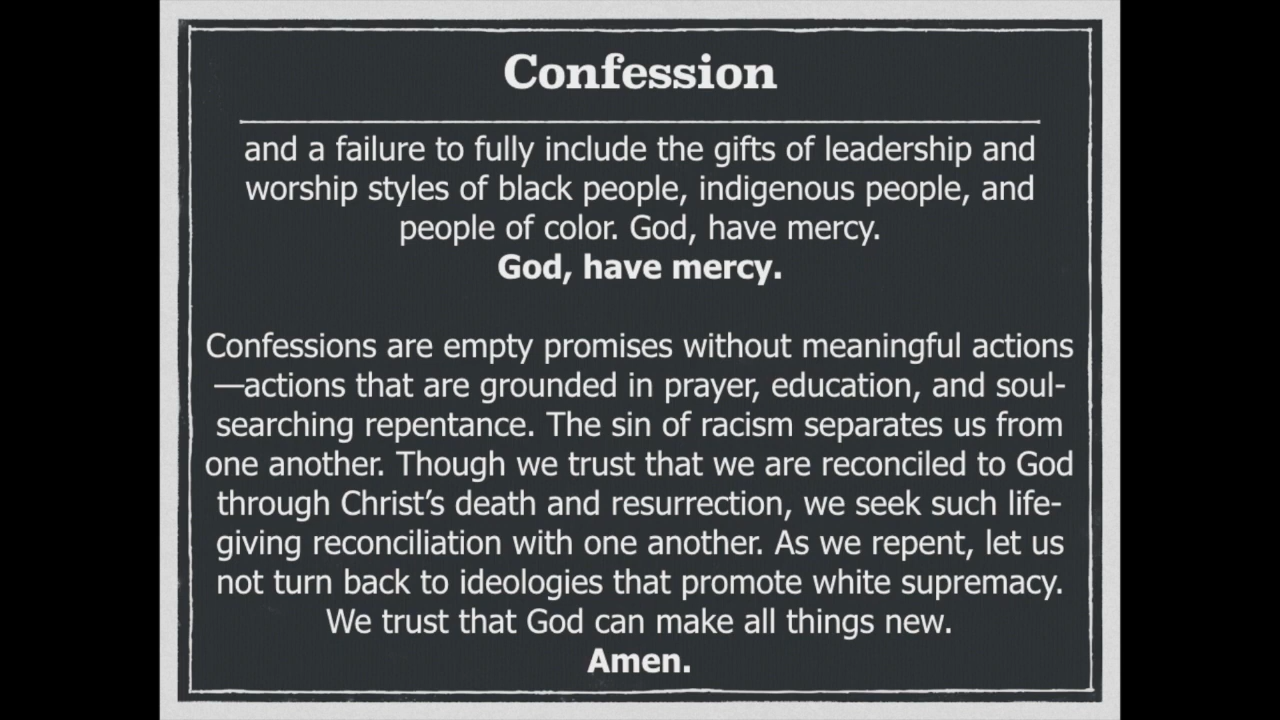 Confession
and a failure to fully include the gifts of leadership and
worship styles of black people, indigenous people, and
people of color. God, have mercy.
God, have mercy.
Confessions are empty promises without meaningful actions
—actions that are grounded in prayer, education, and soul-
searching repentance. The sin of racism separates us from
one another. Though we trust that we are reconciled to God
through Christ’s death and resurrection, we seek such life-
giving reconciliation with one another. As we repent, let us
not turn back to ideologies that promote white supremacy.
We trust that God can make all things new.
Amen.